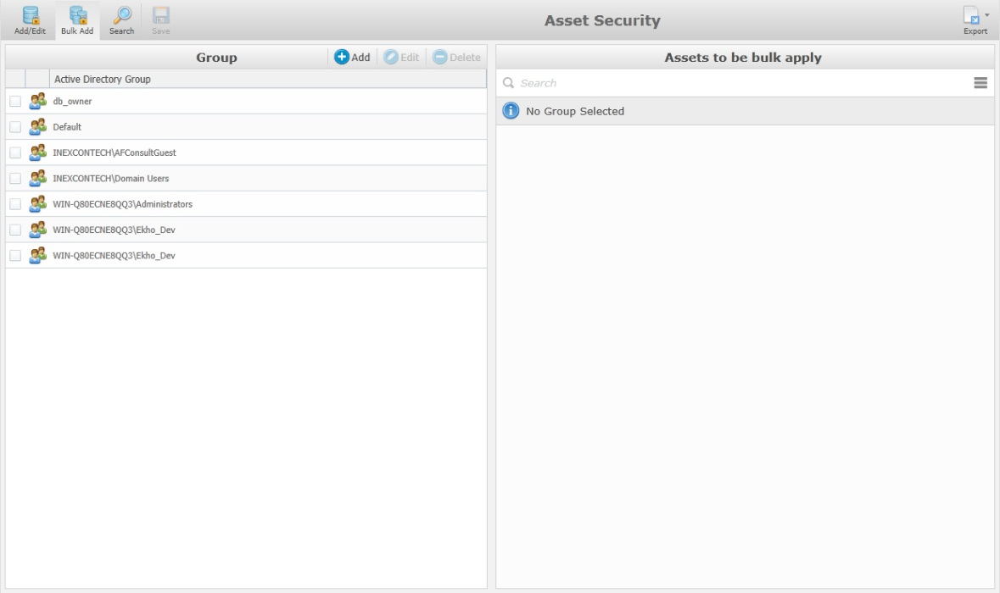 Add/Edit Bulk Add Search Save Asset Security Export
Group Add Edit Delete
Active Directory Group
db_owner
Default
INEXCONTECH\AFConsultGuest
INEXCONTECH\Domain Users
WIN-Q80ECNE8QQ3\Administrators
WIN-Q80ECNE8QQ3\Ekho_Dev
WIN-Q80ECNE8QQ3\Ekho_Dev
Assets to be bulk apply
Search
No Group Selected